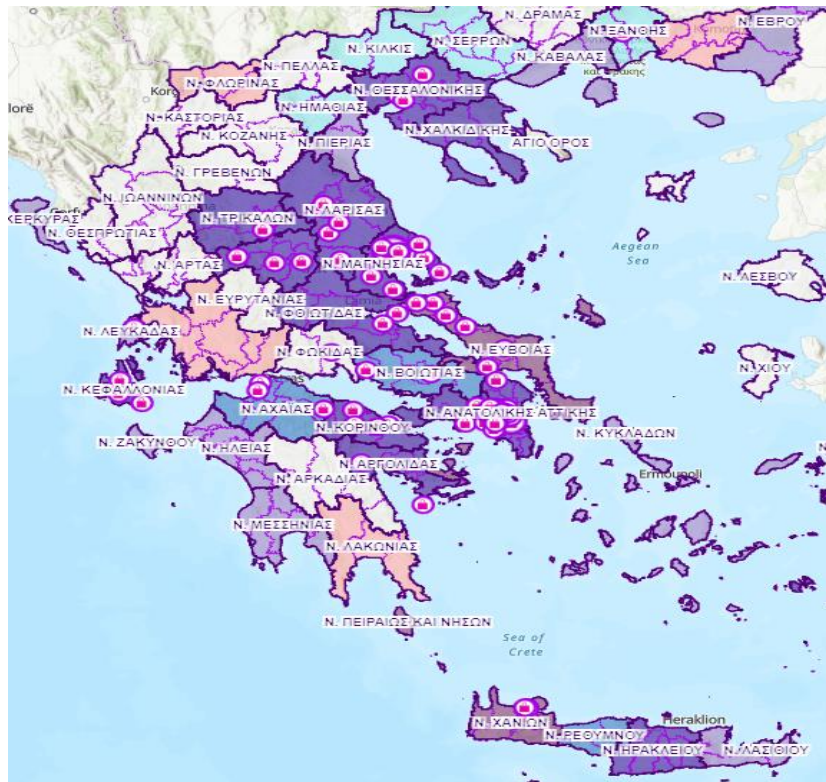 Ν. ΔΡΑΜΑΣ
Ν. ΞΑΝΘΗΣ
Ν. ΕΒΡΟΥ
Ν. ΚΙΛΚΙΣ
Ν. ΣΕΡΡΩΝ
Ν. ΚΑΒΑΛΑΣ
και Θράκης
Ν. ΠΕΛΛΑΣ
Ν. ΦΛΩΡΙΝΑΣ
Ν. ΘΕΣΣΑΛΟΝΙΚΗΣ
Ν. ΗΜΑΘΙΑΣ
Ν. ΚΑΣΤΟΡΙΑΣ
Ν. ΚΟΖΑΝΗΣ
Ν. ΠΙΕΡΙΑΣ
Ν. ΧΑΛΚΙΔΙΚΗΣ
ΑΓΙΟ ΟΡΟΣ
Ν. ΓΡΕΒΕΝΩΝ
Ν. ΙΩΑΝΝΙΝΩΝ
Ν. ΤΡΙΚΑΛΩΝ
Ν. ΛΑΡΙΣΑΣ
ΚΕΡΚΥΡΑΣ
Ν. ΘΕΣΠΡΩΤΙΑΣ
Aegean
Sea
Ν. ΑΡΤΑΣ
Ν. ΜΑΓΝΗΣΙΑΣ
Ν. ΛΕΣΒΟΥ
Ν. ΕΥΡΥΤΑΝΙΑΣ
Lamia
Ν. ΦΘΙΩΤΙΔΑΣ
Ν. ΛΕΥΚΑΔΑΣ
Ν. ΦΩΚΙΔΑΣ
Ν. ΕΥΒΟΙΑΣ
Ν. ΒΟΙΩΤΙΑΣ
Ν. ΧΙΟΥ
Ν. ΚΕΦΑΛΛΟΝΙΑΣ
Ν. ΑΧΑΪΑΣ
Ν. ΑΝΑΤΟΛΙΚΗΣ ΑΤΤΙΚΗΣ
Ν. ΚΟΡΙΝΘΟΥ
Ν. ΖΑΚΥΝΘΟΥ
Ν. ΗΛΕΙΑΣ
Ν. ΚΥΚΛΑΔΩΝ
Ν. ΑΡΓΟΛΙΔΑΣ
Ν. ΑΡΚΑΔΙΑΣ
Ermoupoli
Ν. ΜΕΣΣΗΝΙΑΣ
Ν. ΛΑΚΩΝΙΑΣ
Ν. ΠΕΙΡΑΙΩΣ ΚΑΙ ΝΗΣΩΝ
Sea of
Crete
Ν. ΧΑΝΙΩΝ
Heraklion
Ν. ΡΕΘΥΜΝΟΥ
Ν. ΗΡΑΚΛΕΙΟΥ
Ν. ΛΑΣΙΘΙΟΥ